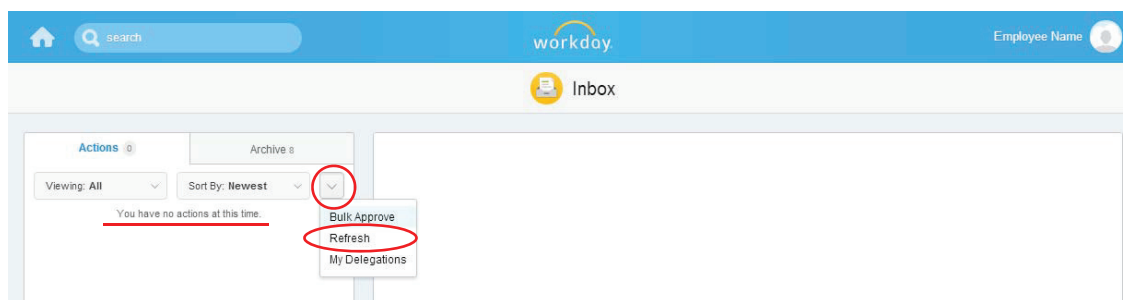 search
workday.
Employee Name
Inbox
Actions 0
Archive 8
Viewing: All
Sort By: Newest
You have no actions at this time.
Bulk Approve
Refresh
My Delegations